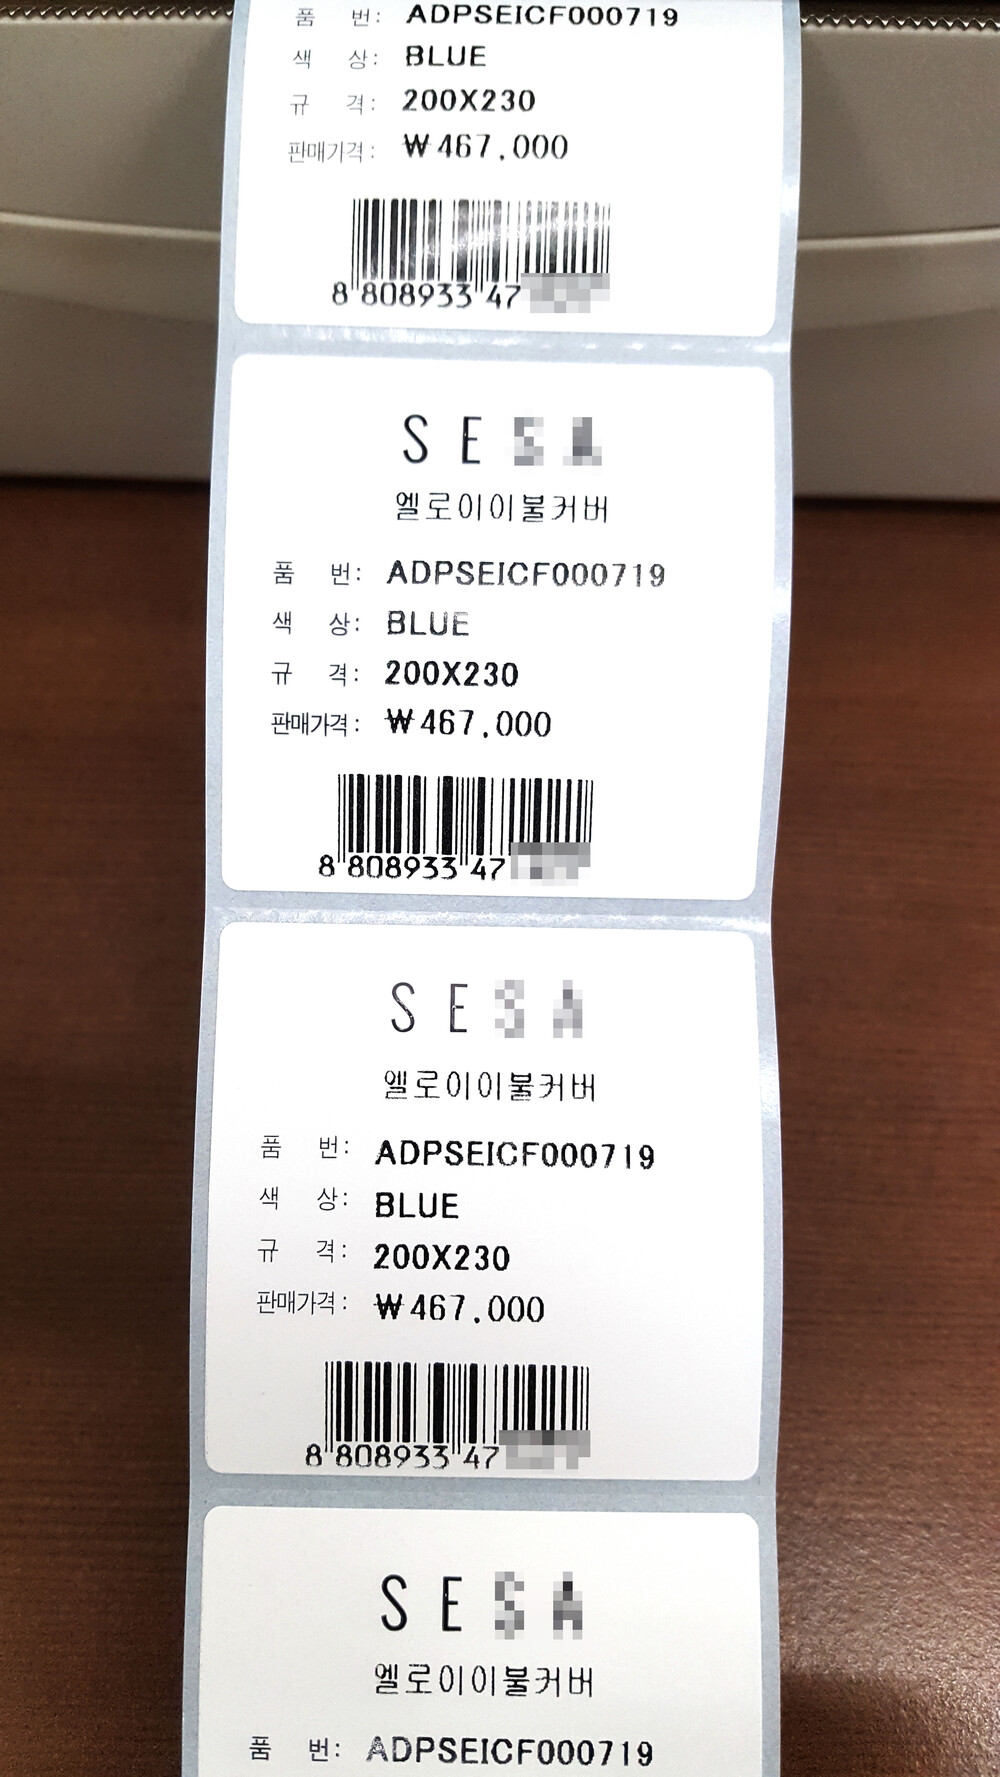 품 번: ADPSEICF000719
색 상: BLUE
규 격: 200X230
판매가격: ₩467,000
8 808933 47
S E
엘로이이불커버
품 번: ADPSEICF000719
색 상: BLUE
규 격: 200X230
판매가격: ₩467,000
8 808933 47
S E
엘로이이불커버
품 번: ADPSEICF000719
색 상: BLUE
규 격: 200X230
판매가격: ₩467,000
8 808933 47
S E
엘로이이불커버
품 번: ADPSEICF000719